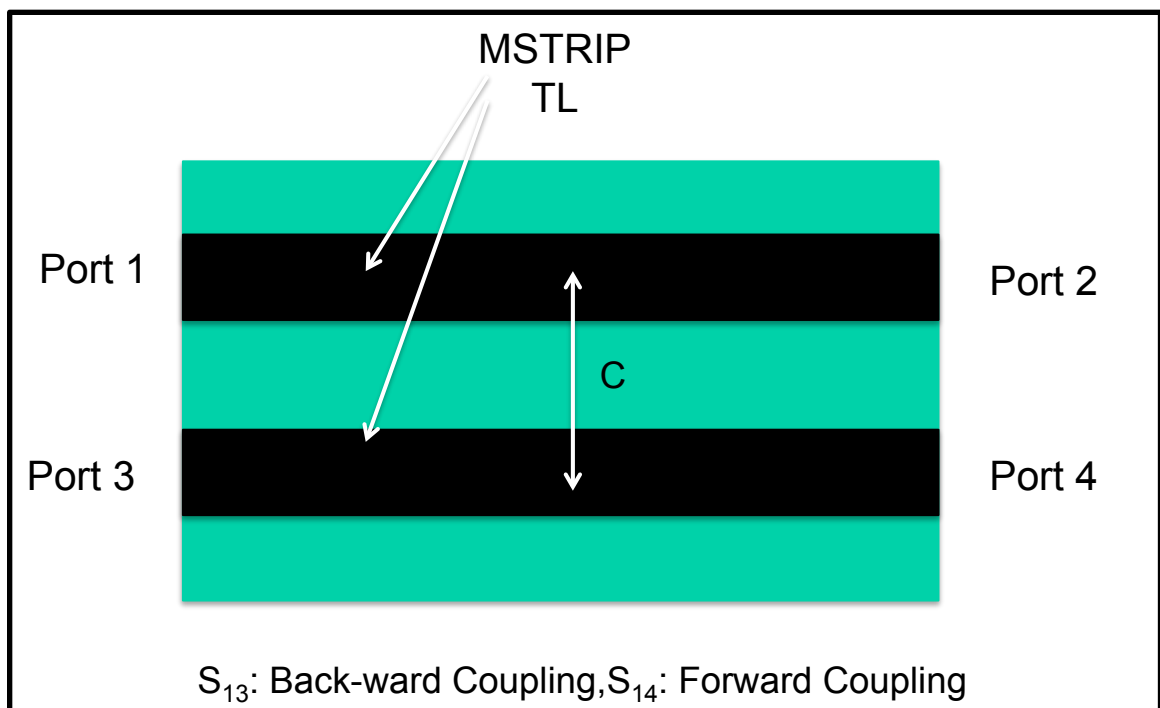 MSTRIP
TL
Port 1
Port 2
C
Port 3
Port 4
S₁₃: Back-ward Coupling,S₁₄: Forward Coupling